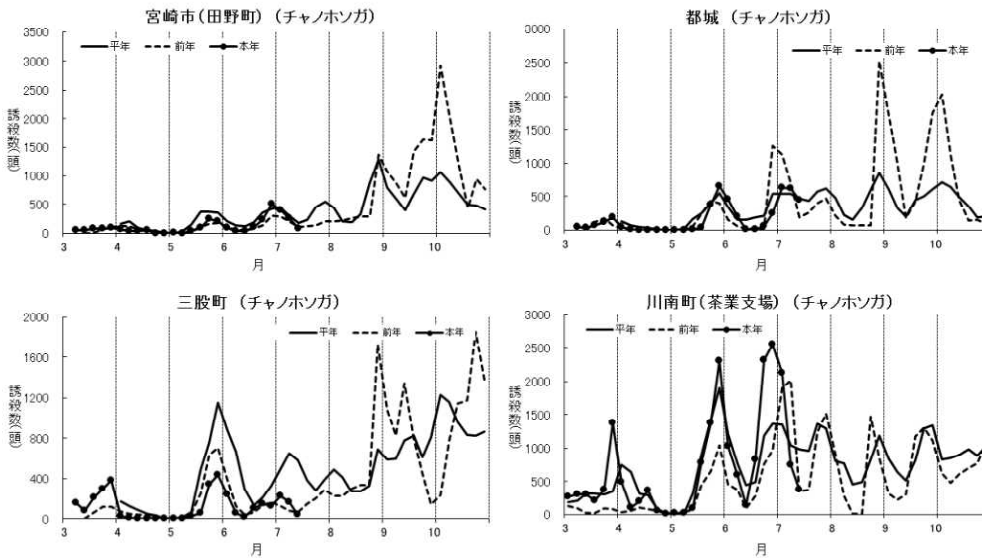 宮崎市(田野町) (チャノホソガ)
平年 前年 本年
誘殺数(頭)
3500
3000
2500
2000
1500
1000
500
0
3 4 5 6 7 8 9 10
月
都城 (チャノホソガ)
平年 前年 本年
誘殺数(頭)
3000
2500
2000
1500
1000
500
0
3 4 5 6 7 8 9 10
月
三股町 (チャノホソガ)
平年 前年 本年
誘殺数(頭)
2000
1600
1200
800
400
0
3 4 5 6 7 8 9 10
月
川南町(茶業支場) (チャノホソガ)
平年 前年 本年
誘殺数(頭)
3000
2500
2000
1500
1000
500
0
3 4 5 6 7 8 9 10
月